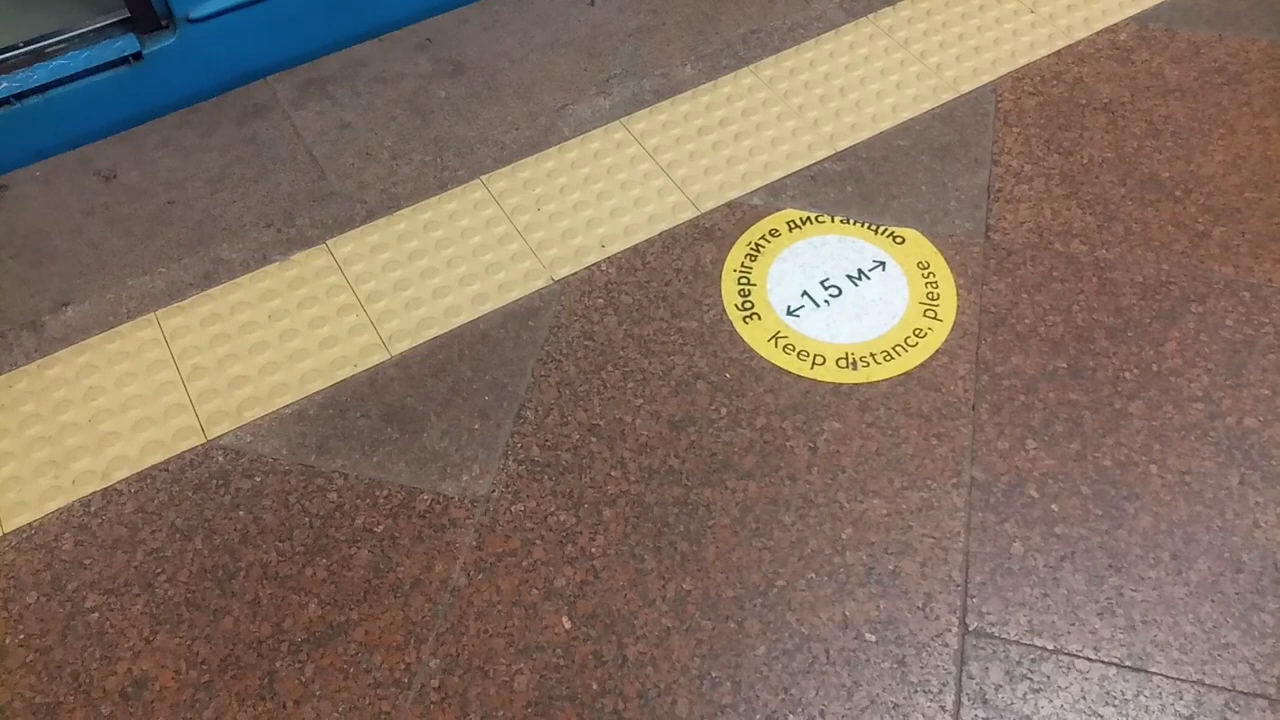 Зберігайте дистанцію
←1,5 м→
Keep distance, please